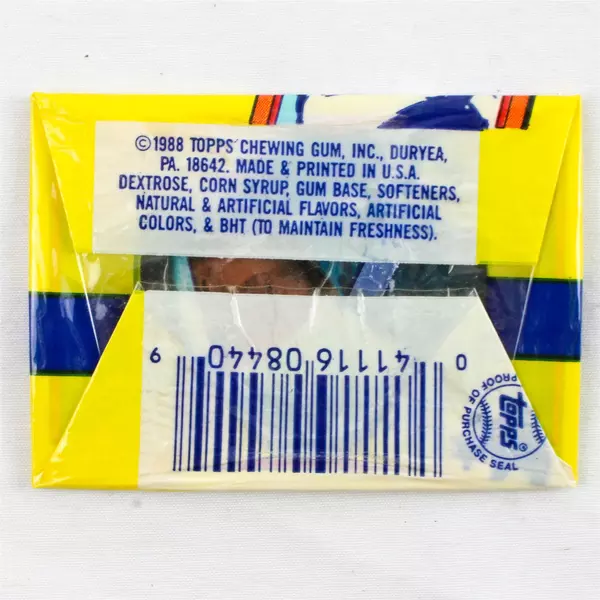 ©1988 TOPPS CHEWING GUM, INC., DURYEA,
PA. 18642. MADE & PRINTED IN U.S.A.
DEXTROSE, CORN SYRUP, GUM BASE, SOFTENERS,
NATURAL & ARTIFICIAL FLAVORS, ARTIFICIAL
COLORS, & BHT (TO MAINTAIN FRESHNESS).
0 41116 08440 9
topps®
PROOF OF PURCHASE SEAL